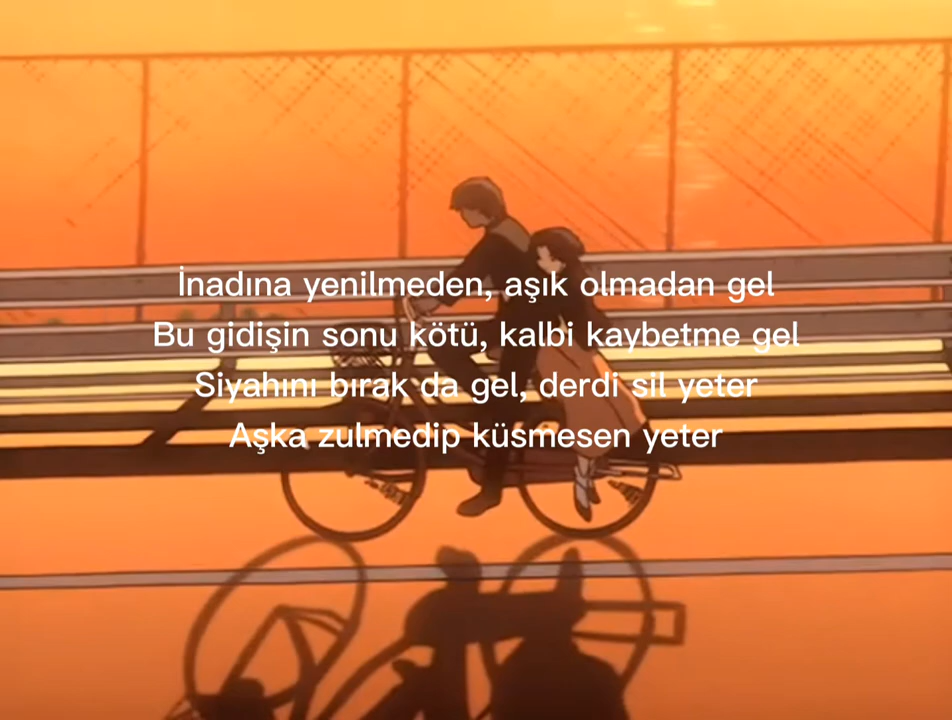 İnadına yenilmeden, aşık olmadan gel
Bu gidişin sonu kötü, kalbi kaybetme gel
Siyahını bırak da gel, derdi sil yeter
Aşka zulmedip küsmesen yeter